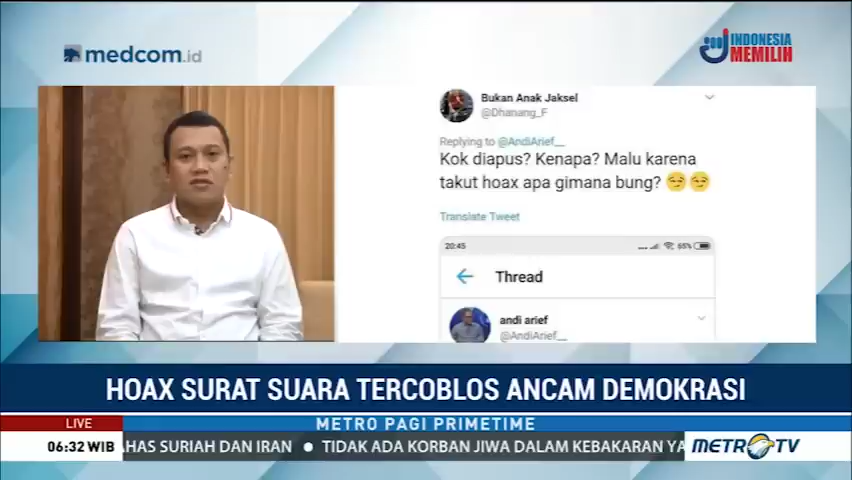 medcom.id
INDONESIA
MEMILIH
Bukan Anak Jaksel
@Dhanang_F
Replying to @AndiArief__
Kok diapus? Kenapa? Malu karena
takut hoax apa gimana bung? 😏😏
Translate Tweet
20:45
65%
Thread
andi arief
@AndiArief__
HOAX SURAT SUARA TERCOBLOS ANCAM DEMOKRASI
LIVE
METRO PAGI PRIMETIME
06:32 WIB
AHAS SURIAH DAN IRAN ● TIDAK ADA KORBAN JIWA DALAM KEBAKARAN YA
METRO TV